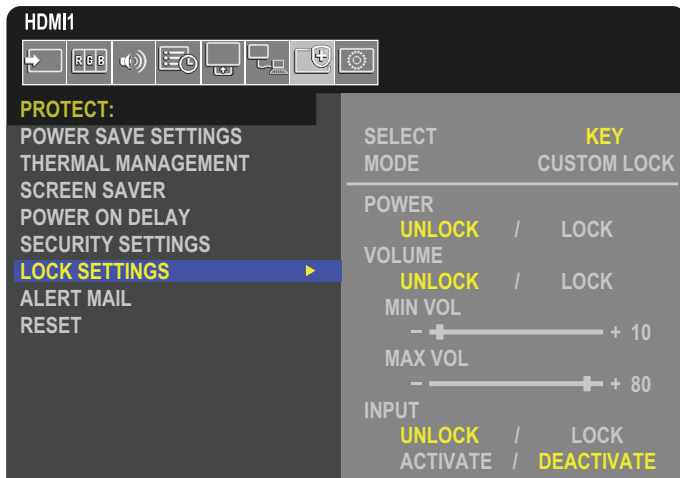 HDMI1
RGB
PROTECT:
POWER SAVE SETTINGS
THERMAL MANAGEMENT
SCREEN SAVER
POWER ON DELAY
SECURITY SETTINGS
LOCK SETTINGS
ALERT MAIL
RESET
SELECT KEY
MODE CUSTOM LOCK
POWER
UNLOCK / LOCK
VOLUME
UNLOCK / LOCK
MIN VOL
− + 10
MAX VOL
− + 80
INPUT
UNLOCK / LOCK
ACTIVATE / DEACTIVATE